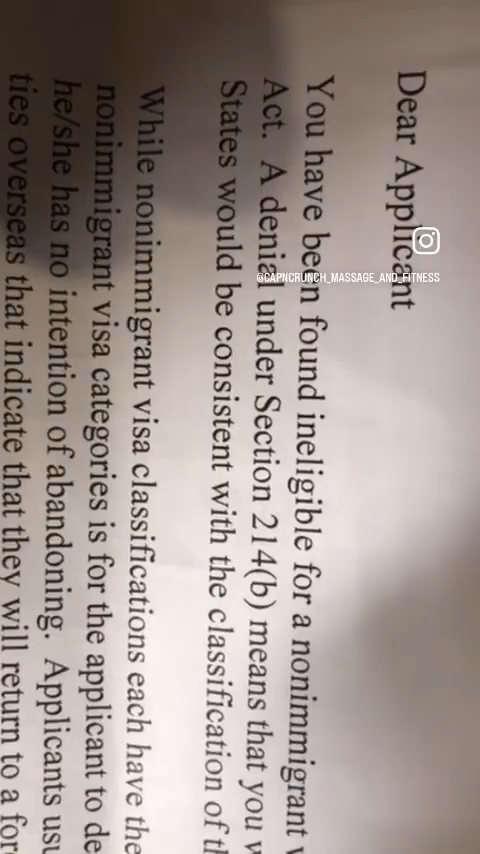 Dear Applicant
You have been found ineligible for a nonimmigrant
Act. A denial under Section 214(b) means that you
States would be consistent with the classification of
While nonimmigrant visa classifications each have the
nonimmigrant visa categories is for the applicant to
he/she has no intention of abandoning. Applicants
ties overseas that indicate that they will return to a
@CAPNCRUNCH_MASSAGE_AND_FITNESS